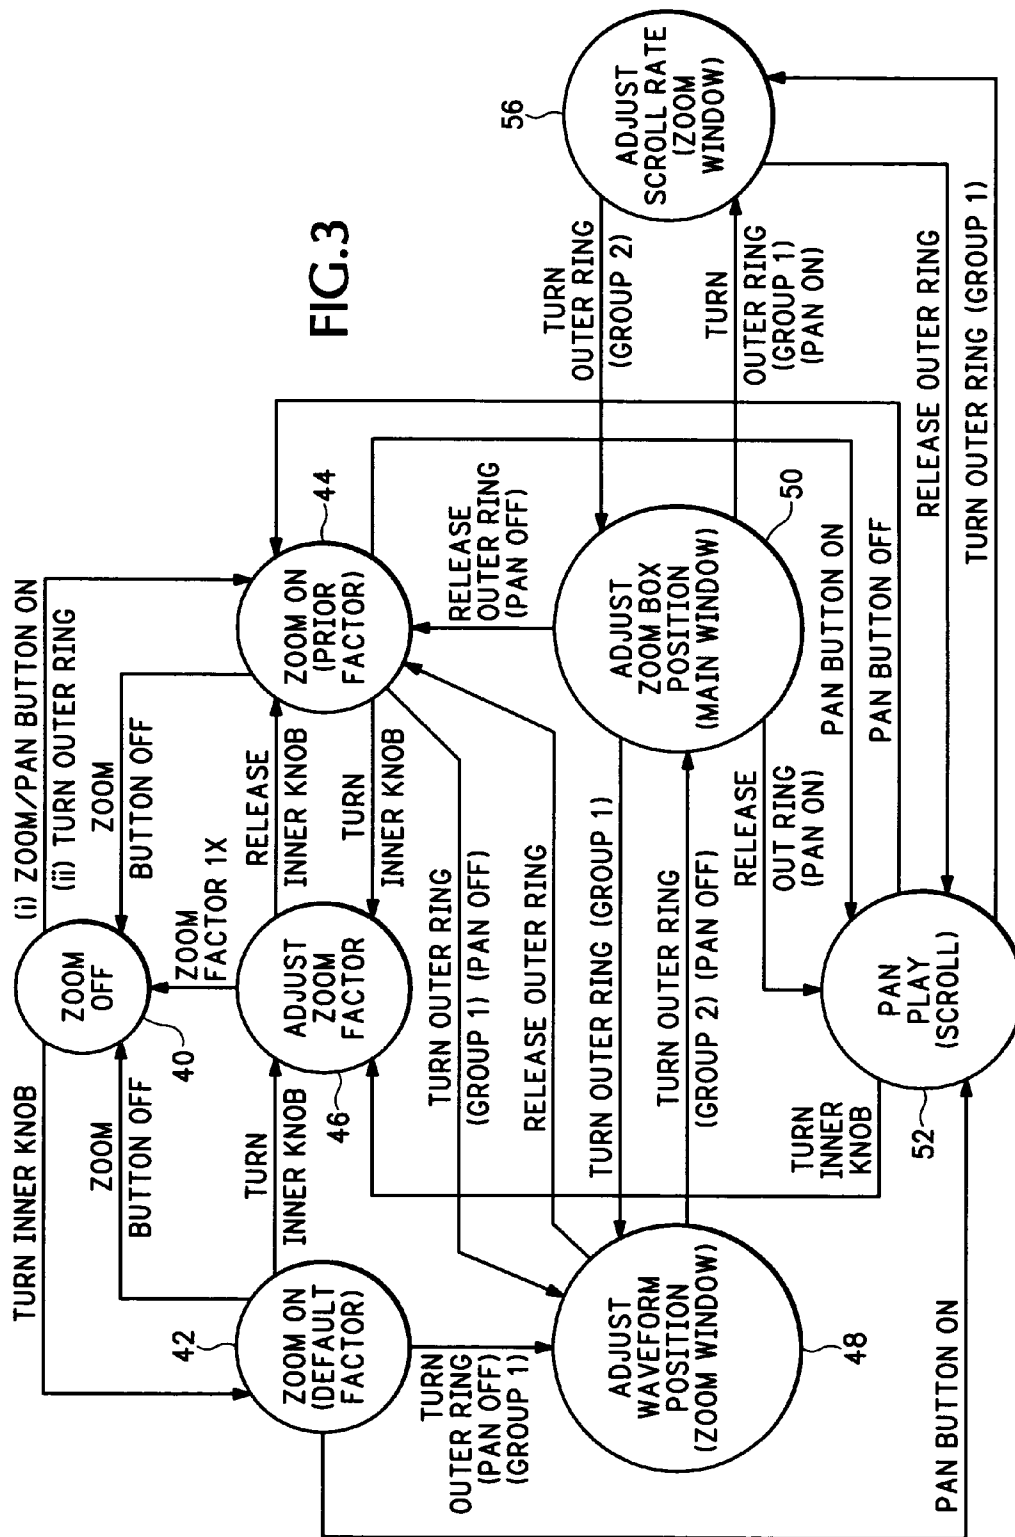 FIG.3
TURN INNER KNOB
(i) ZOOM/PAN BUTTON ON
(ii) TURN OUTER RING
ZOOM
OFF
40
ZOOM
BUTTON OFF
ZOOM
BUTTON OFF
ZOOM
FACTOR 1X
42
ZOOM ON
(DEFAULT
FACTOR)
TURN
INNER KNOB
ADJUST
ZOOM
FACTOR
46
RELEASE
INNER KNOB
TURN
INNER KNOB
ZOOM ON
(PRIOR
FACTOR)
44
TURN
OUTER RING
(PAN OFF)
(GROUP 1)
TURN OUTER RING
(GROUP 1) (PAN OFF)
RELEASE OUTER RING
RELEASE
OUTER RING
(PAN OFF)
ADJUST
WAVEFORM
POSITION
(ZOOM WINDOW)
48
TURN OUTER RING (GROUP 1)
TURN OUTER RING
(GROUP 2) (PAN OFF)
ADJUST
ZOOM BOX
POSITION
(MAIN WINDOW)
50
TURN
OUTER RING
(GROUP 2)
TURN
OUTER RING
(GROUP 1)
(PAN ON)
56
ADJUST
SCROLL RATE
(ZOOM
WINDOW)
RELEASE
OUT RING
(PAN ON)
PAN BUTTON ON
PAN BUTTON OFF
TURN
INNER
KNOB
52
PAN
PLAY
(SCROLL)
RELEASE OUTER RING
TURN OUTER RING (GROUP 1)
PAN BUTTON ON